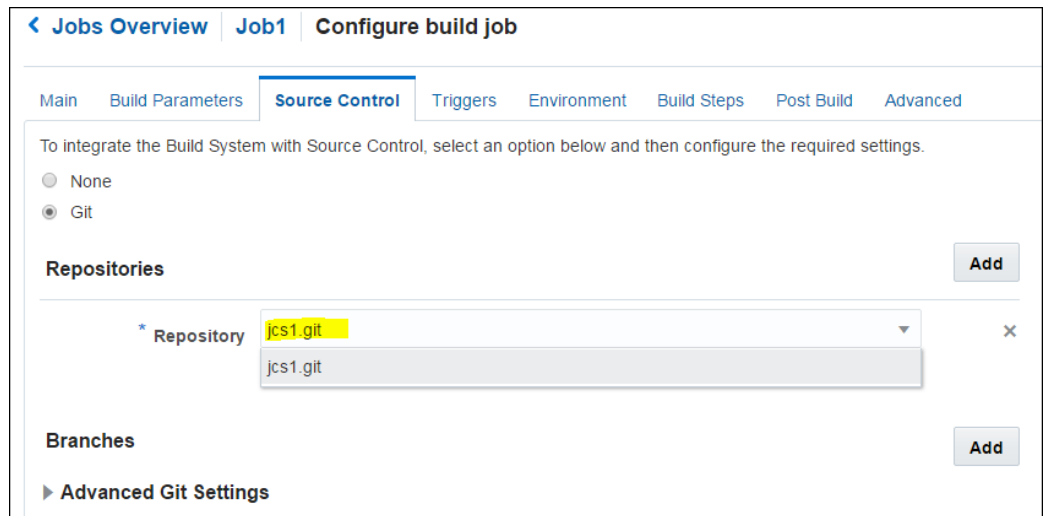 Jobs Overview Job1 Configure build job
Main Build Parameters Source Control Triggers Environment Build Steps Post Build Advanced
To integrate the Build System with Source Control, select an option below and then configure the required settings.
None
Git
Repositories Add
* Repository jcs1.git
jcs1.git
Branches Add
Advanced Git Settings